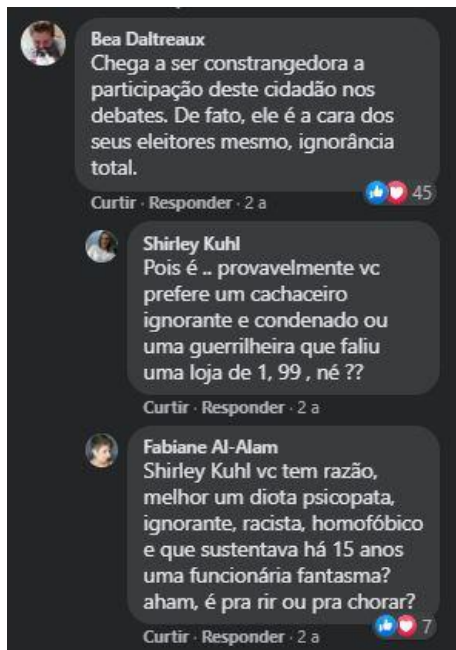 Bea Daltreaux
Chega a ser constrangedora a
participação deste cidadão nos
debates. De fato, ele é a cara dos
seus eleitores mesmo, ignorância
total.
45
Curtir · Responder · 2 a
Shirley Kuhl
Pois é .. provavelmente vc
prefere um cachaceiro
ignorante e condenado ou
uma guerrilheira que faliu
uma loja de 1, 99 , né ??
Curtir · Responder · 2 a
Fabiane Al-Alam
Shirley Kuhl vc tem razão,
melhor um diota psicopata,
ignorante, racista, homofóbico
e que sustentava há 15 anos
uma funcionária fantasma?
aham, é pra rir ou pra chorar?
7
Curtir · Responder · 2 a